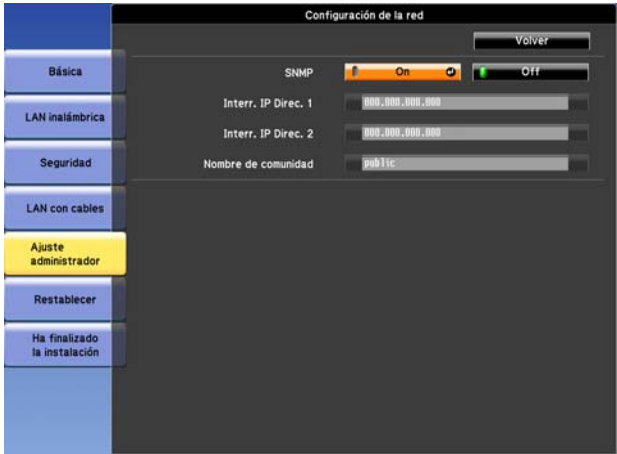 Configuración de la red
Volver
Básica
SNMP
On
Off
LAN inalámbrica
Interr. IP Direc. 1
000.000.000.000
Interr. IP Direc. 2
000.000.000.000
Seguridad
Nombre de comunidad
public
LAN con cables
Ajuste
administrador
Restablecer
Ha finalizado
la instalación